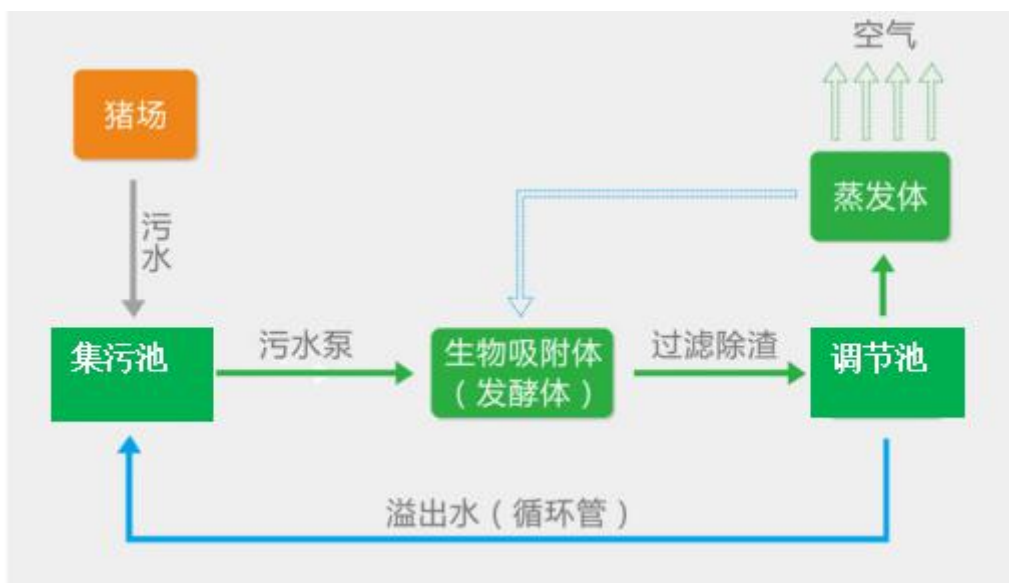 空气
猪场
蒸发体
污
水
集污池
污水泵
生物吸附体
（发酵体）
过滤除渣
调节池
溢出水（循环管）